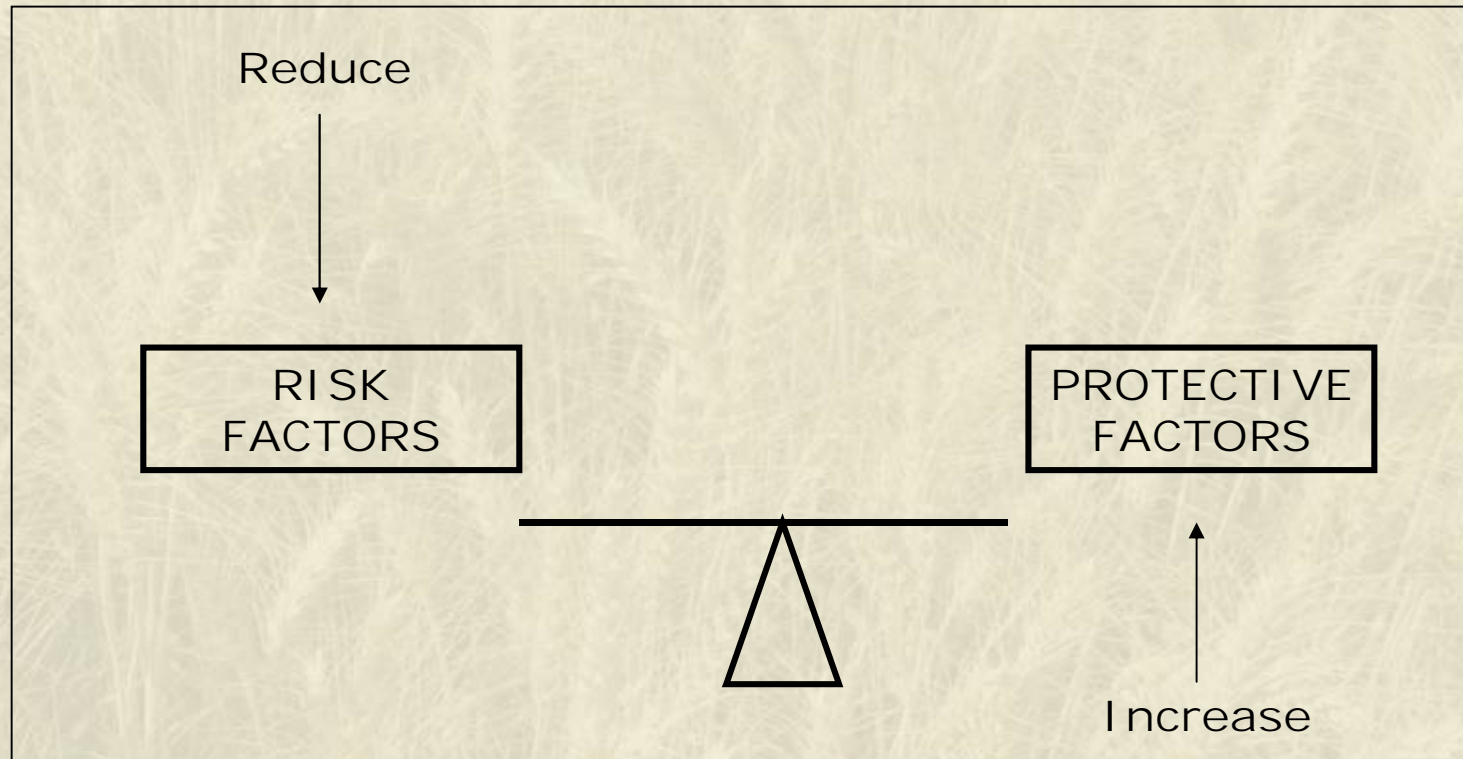 Reduce
RISK
FACTORS
PROTECTIVE
FACTORS
Increase